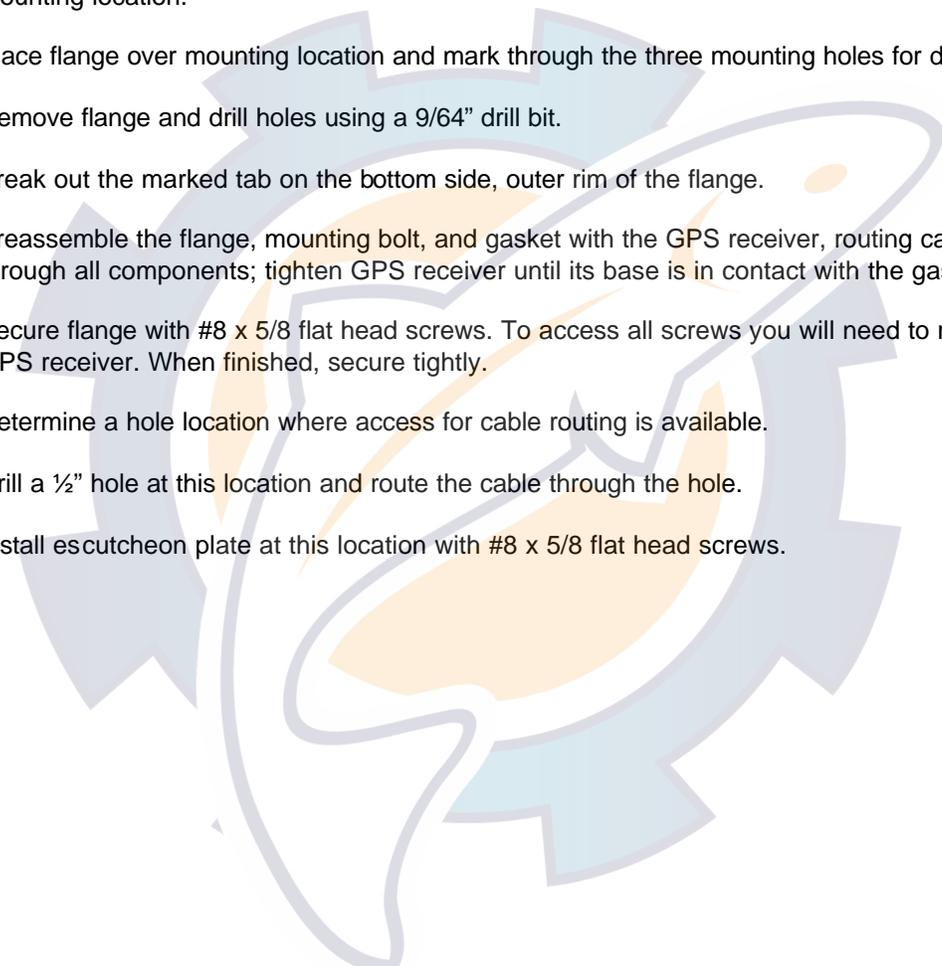 ounting location.
ace flange over mounting location and mark through the three mounting holes for d
emove flange and drill holes using a 9/64” drill bit.
reak out the marked tab on the bottom side, outer rim of the flange.
reassemble the flange, mounting bolt, and gasket with the GPS receiver, routing ca
rough all components; tighten GPS receiver until its base is in contact with the gas
ecure flange with #8 x 5/8 flat head screws. To access all screws you will need to r
PS receiver. When finished, secure tightly.
etermine a hole location where access for cable routing is available.
rill a ½” hole at this location and route the cable through the hole.
stall escutcheon plate at this location with #8 x 5/8 flat head screws.